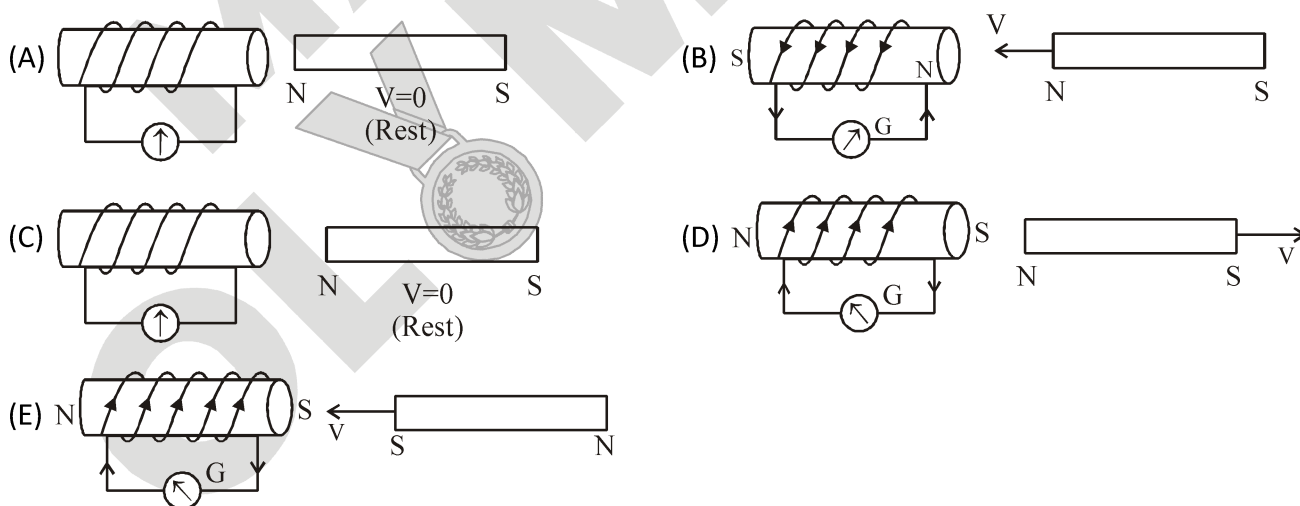 (A)
N S
V=0
(Rest)
(B) S N
V
N S
G
(C)
N S
V=0
(Rest)
(D) N S
N S
V
G
(E) N S
V
S N
G